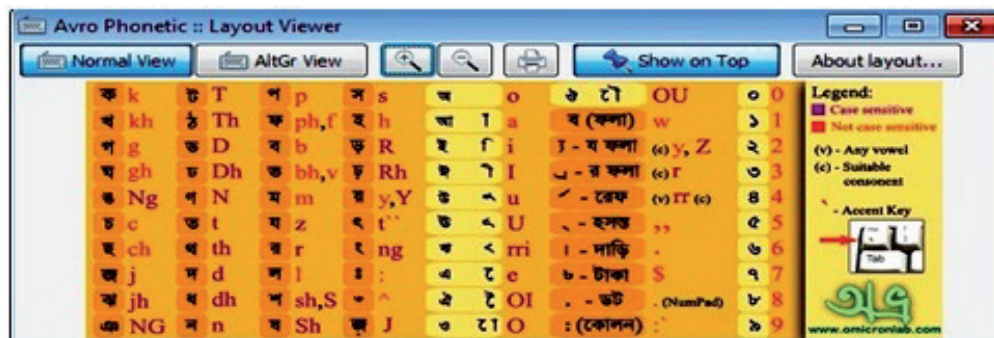 Avro Phonetic :: Layout Viewer
Normal View AltGr View Show on Top About layout...
ক k ট T প p স s অ o ঔ ৌ OU ০ 0
খ kh ঠ Th ফ ph,f হ h আ া a ব (ফলা) w ১ 1
গ g ড D ব b ড় R ই ি i ্য - য ফলা (c) y, Z ২ 2
ঘ gh ঢ Dh ভ bh,v ঢ় Rh ঈ ী I ্র - র ফলা (c) r ৩ 3
ঙ Ng ণ N ম m য় y,Y উ ু u র্ - রেফ (v) rr (c) ৪ 4
চ c ত t য z ৎ t`` ঊ ূ U ্ - হসন্ত ,, ৫ 5
ছ ch থ th র r ং ng ঋ ৃ rri । - দাড়ি . ৬ 6
জ j দ d ল l ঃ : এ ে e ৳ - টাকা $ ৭ 7
ঝ jh ধ dh শ sh,S ঁ ^ ঐ ৈ OI . - ডট . (NumPad) ৮ 8
ঞ NG ন n ষ Sh জ় J ও ো O : (কোলন) :` ৯ 9
Legend:
Case sensitive
Not case sensitive
(v) - Any vowel
(c) - Suitable
consonent
` - Accent Key
Tab
অভ্র
www.omicronlab.com